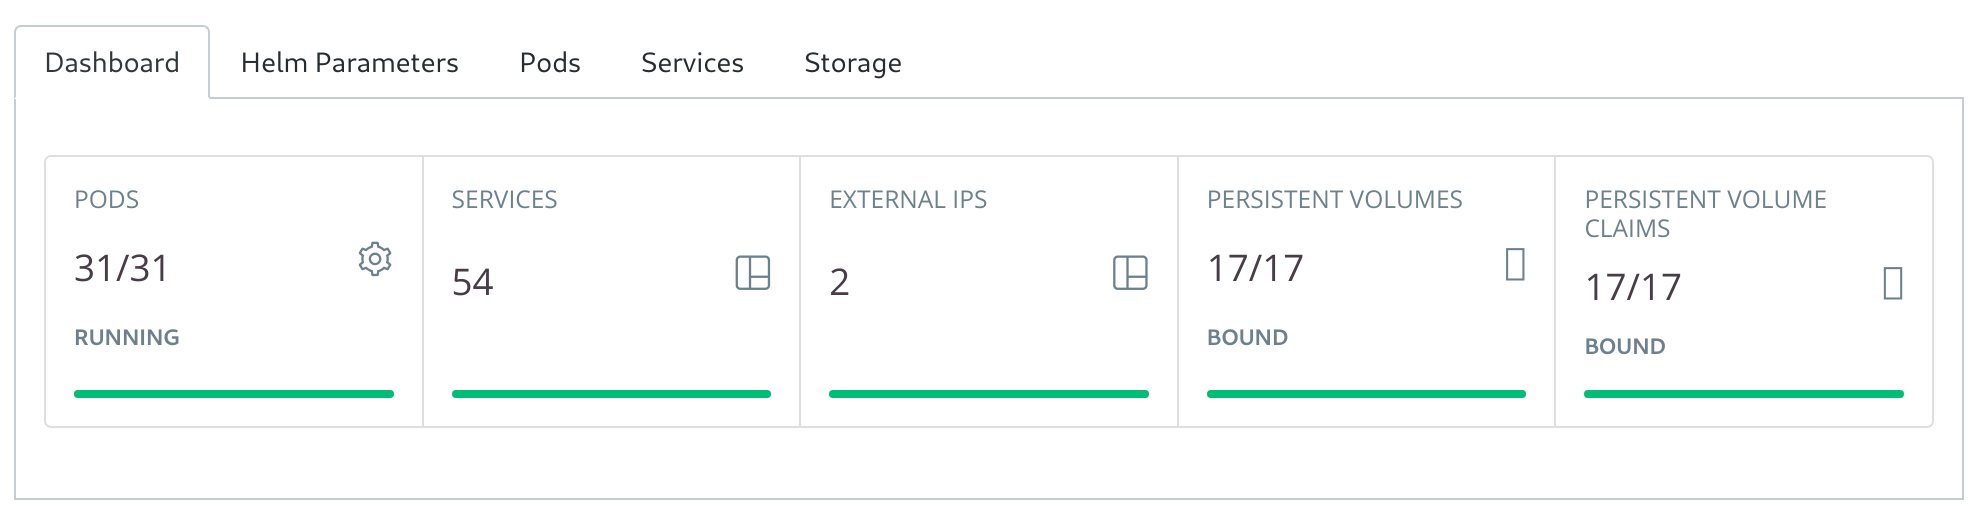 Dashboard
Helm Parameters
Pods
Services
Storage
PODS
31/31
RUNNING
SERVICES
54
EXTERNAL IPS
2
PERSISTENT VOLUMES
17/17
BOUND
PERSISTENT VOLUME
CLAIMS
17/17
BOUND